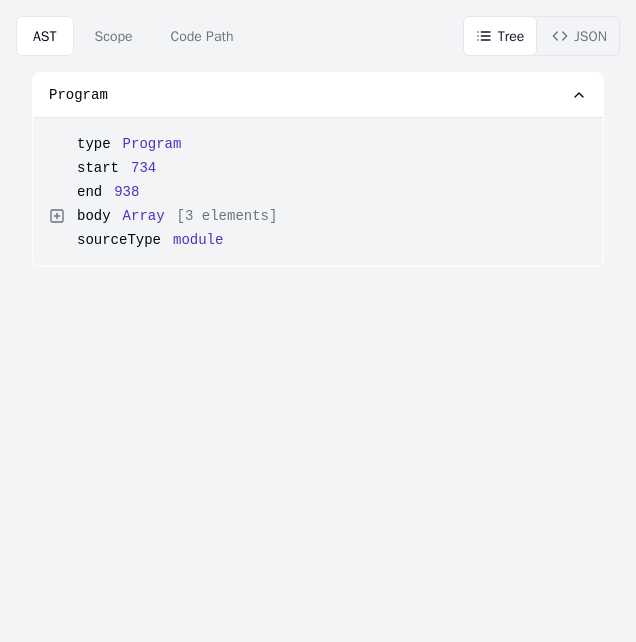 AST Scope Code Path Tree JSON
Program
type Program
start 734
end 938
body Array [3 elements]
sourceType module